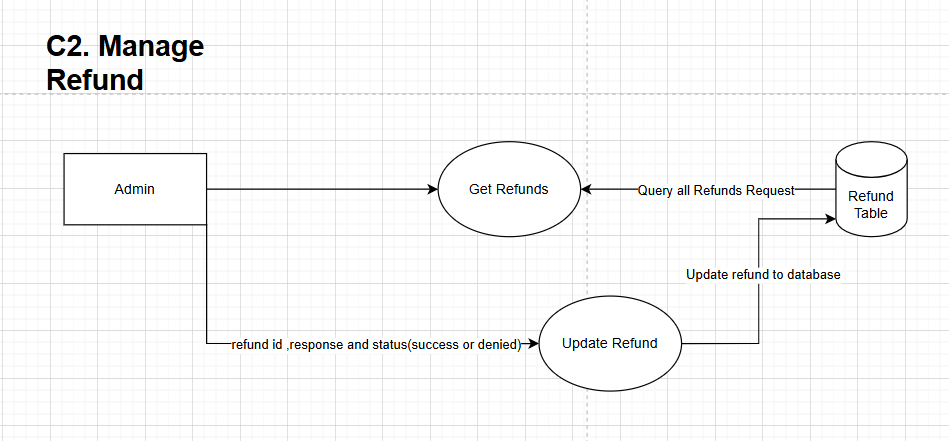 C2. Manage
Refund
Admin
Get Refunds
Query all Refunds Request
Refund
Table
Update refund to database
refund id ,response and status(success or denied)
Update Refund